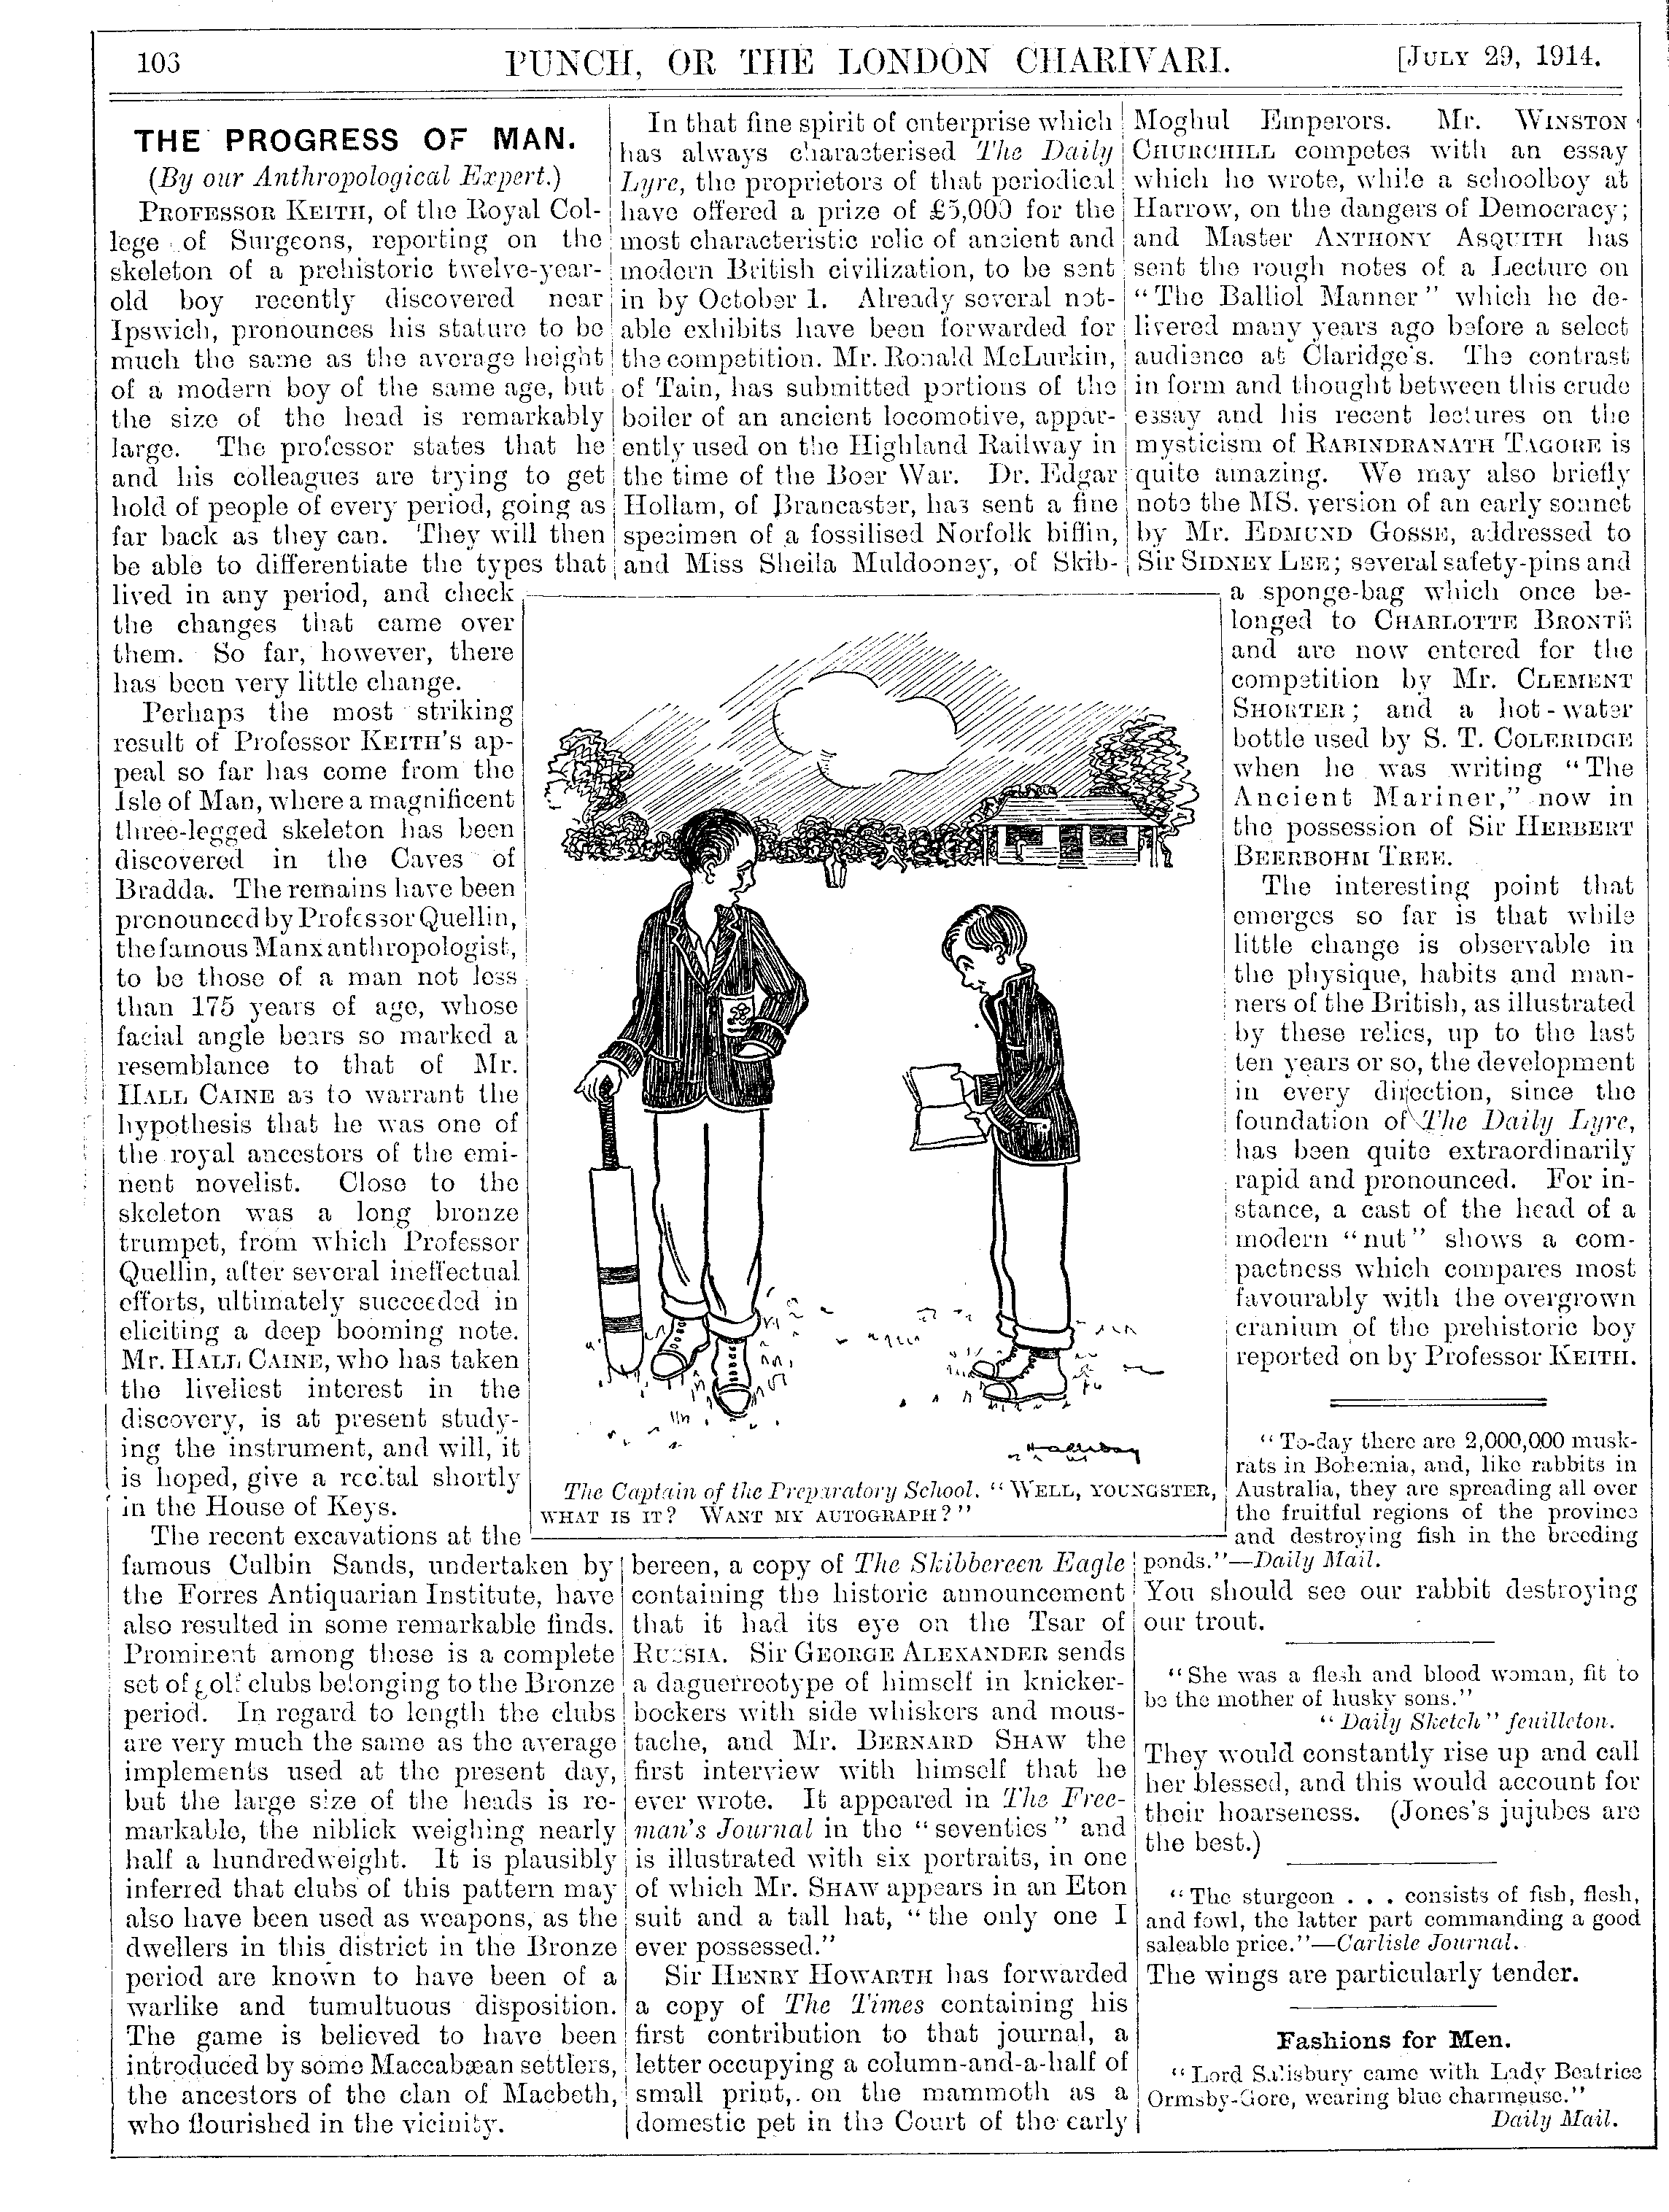 103
PUNCH, OR THE LONDON CHARIVARI.
[JULY 29, 1914.
THE PROGRESS OF MAN.
(By our Anthropological Expert.)
PROFESSOR KEITH, of the Royal Col-
lege of Surgeons, reporting on the
skeleton of a prehistoric twelve-year-
old boy recently discovered near
Ipswich, pronounces his stature to be
much the same as the average height
of a modern boy of the same age, but
the size of the head is remarkably
large. The professor states that he
and his colleagues are trying to get
hold of people of every period, going as
far back as they can. They will then
be able to differentiate the types that
lived in any period, and check
the changes that came over
them. So far, however, there
has been very little change.
Perhaps the most striking
result of Professor KEITH'S ap-
peal so far has come from the
Isle of Man, where a magnificent
three-legged skeleton has been
discovered in the Caves of
Bradda. The remains have been
pronounced by Professor Quellin,
the famous Manx anthropologist,
to be those of a man not less
than 175 years of age, whose
facial angle bears so marked a
resemblance to that of Mr.
HALL CAINE as to warrant the
hypothesis that he was one of
the royal ancestors of the emi-
nent novelist. Close to the
skeleton was a long bronze
trumpet, from which Professor
Quellin, after several ineffectual
efforts, ultimately succeeded in
eliciting a deep booming note.
Mr. HALL CAINE, who has taken
the liveliest interest in the
discovery, is at present study-
ing the instrument, and will, it
is hoped, give a recital shortly
in the House of Keys.
The recent excavations at the
famous Culbin Sands, undertaken by
the Forres Antiquarian Institute, have
also resulted in some remarkable finds.
Prominent among these is a complete
set of golf clubs belonging to the Bronze
period. In regard to length the clubs
are very much the same as the average
implements used at the present day,
but the large size of the heads is re-
markable, the niblick weighing nearly
half a hundredweight. It is plausibly
inferred that clubs of this pattern may
also have been used as weapons, as the
dwellers in this district in the Bronze
period are known to have been of a
warlike and tumultuous disposition.
The game is believed to have been
introduced by some Maccabæan settlers,
the ancestors of the clan of Macbeth,
who flourished in the vicinity.
In that fine spirit of enterprise which
has always characterised The Daily
Lyre, the proprietors of that periodical
have offered a prize of £5,000 for the
most characteristic relic of ancient and
modern British civilization, to be sent
in by October 1. Already several not-
able exhibits have been forwarded for
the competition. Mr. Ronald McLurkin,
of Tain, has submitted portions of the
boiler of an ancient locomotive, appar-
ently used on the Highland Railway in
the time of the Boer War. Dr. Edgar
Hollam, of Brancaster, has sent a fine
specimen of a fossilised Norfolk biffin,
and Miss Sheila Muldooney, of Skib-
Halliday
The Captain of the Preparatory School. "WELL, YOUNGSTER,
WHAT IS IT? WANT MY AUTOGRAPH?"
bereen, a copy of The Skibbereen Eagle
containing the historic announcement
that it had its eye on the Tsar of
RUSSIA. Sir GEORGE ALEXANDER sends
a daguerreotype of himself in knicker-
bockers with side whiskers and mous-
tache, and Mr. BERNARD SHAW the
first interview with himself that he
ever wrote. It appeared in The Free-
man's Journal in the "seventies" and
is illustrated with six portraits, in one
of which Mr. SHAW appears in an Eton
suit and a tall hat, "the only one I
ever possessed."
Sir HENRY HOWARTH has forwarded
a copy of The Times containing his
first contribution to that journal, a
letter occupying a column-and-a-half of
small print, on the mammoth as a
domestic pet in the Court of the early
Moghul Emperors. Mr. WINSTON
CHURCHILL competes with an essay
which he wrote, while a schoolboy at
Harrow, on the dangers of Democracy;
and Master ANTHONY ASQUITH has
sent the rough notes of a Lecture on
"The Balliol Manner" which he de-
livered many years ago before a select
audience at Claridge's. The contrast
in form and thought between this crude
essay and his recent lectures on the
mysticism of RABINDRANATH TAGORE is
quite amazing. We may also briefly
note the MS. version of an early sonnet
by Mr. EDMUND GOSSE, addressed to
Sir SIDNEY LEE; several safety-pins and
a sponge-bag which once be-
longed to CHARLOTTE BRONTË
and are now entered for the
competition by Mr. CLEMENT
SHORTER; and a hot-water
bottle used by S. T. COLERIDGE
when he was writing "The
Ancient Mariner," now in
the possession of Sir HERBERT
BEERBOHM TREE.
The interesting point that
emerges so far is that while
little change is observable in
the physique, habits and man-
ners of the British, as illustrated
by these relics, up to the last
ten years or so, the development
in every direction, since the
foundation of The Daily Lyre,
has been quite extraordinarily
rapid and pronounced. For in-
stance, a cast of the head of a
modern "nut" shows a com-
pactness which compares most
favourably with the overgrown
cranium of the prehistoric boy
reported on by Professor KEITH.
"To-day there are 2,000,000 musk-
rats in Bohemia, and, like rabbits in
Australia, they are spreading all over
the fruitful regions of the province
and destroying fish in the breeding
ponds."—Daily Mail.
You should see our rabbit destroying
our trout.
"She was a flesh and blood woman, fit to
be the mother of husky sons."
"Daily Sketch" feuilleton.
They would constantly rise up and call
her blessed, and this would account for
their hoarseness. (Jones's jujubes are
the best.)
"The sturgeon . . . consists of fish, flesh,
and fowl, the latter part commanding a good
saleable price."—Carlisle Journal.
The wings are particularly tender.
Fashions for Men.
"Lord Salisbury came with Lady Beatrice
Ormsby-Gore, wearing blue charmeuse."
Daily Mail.